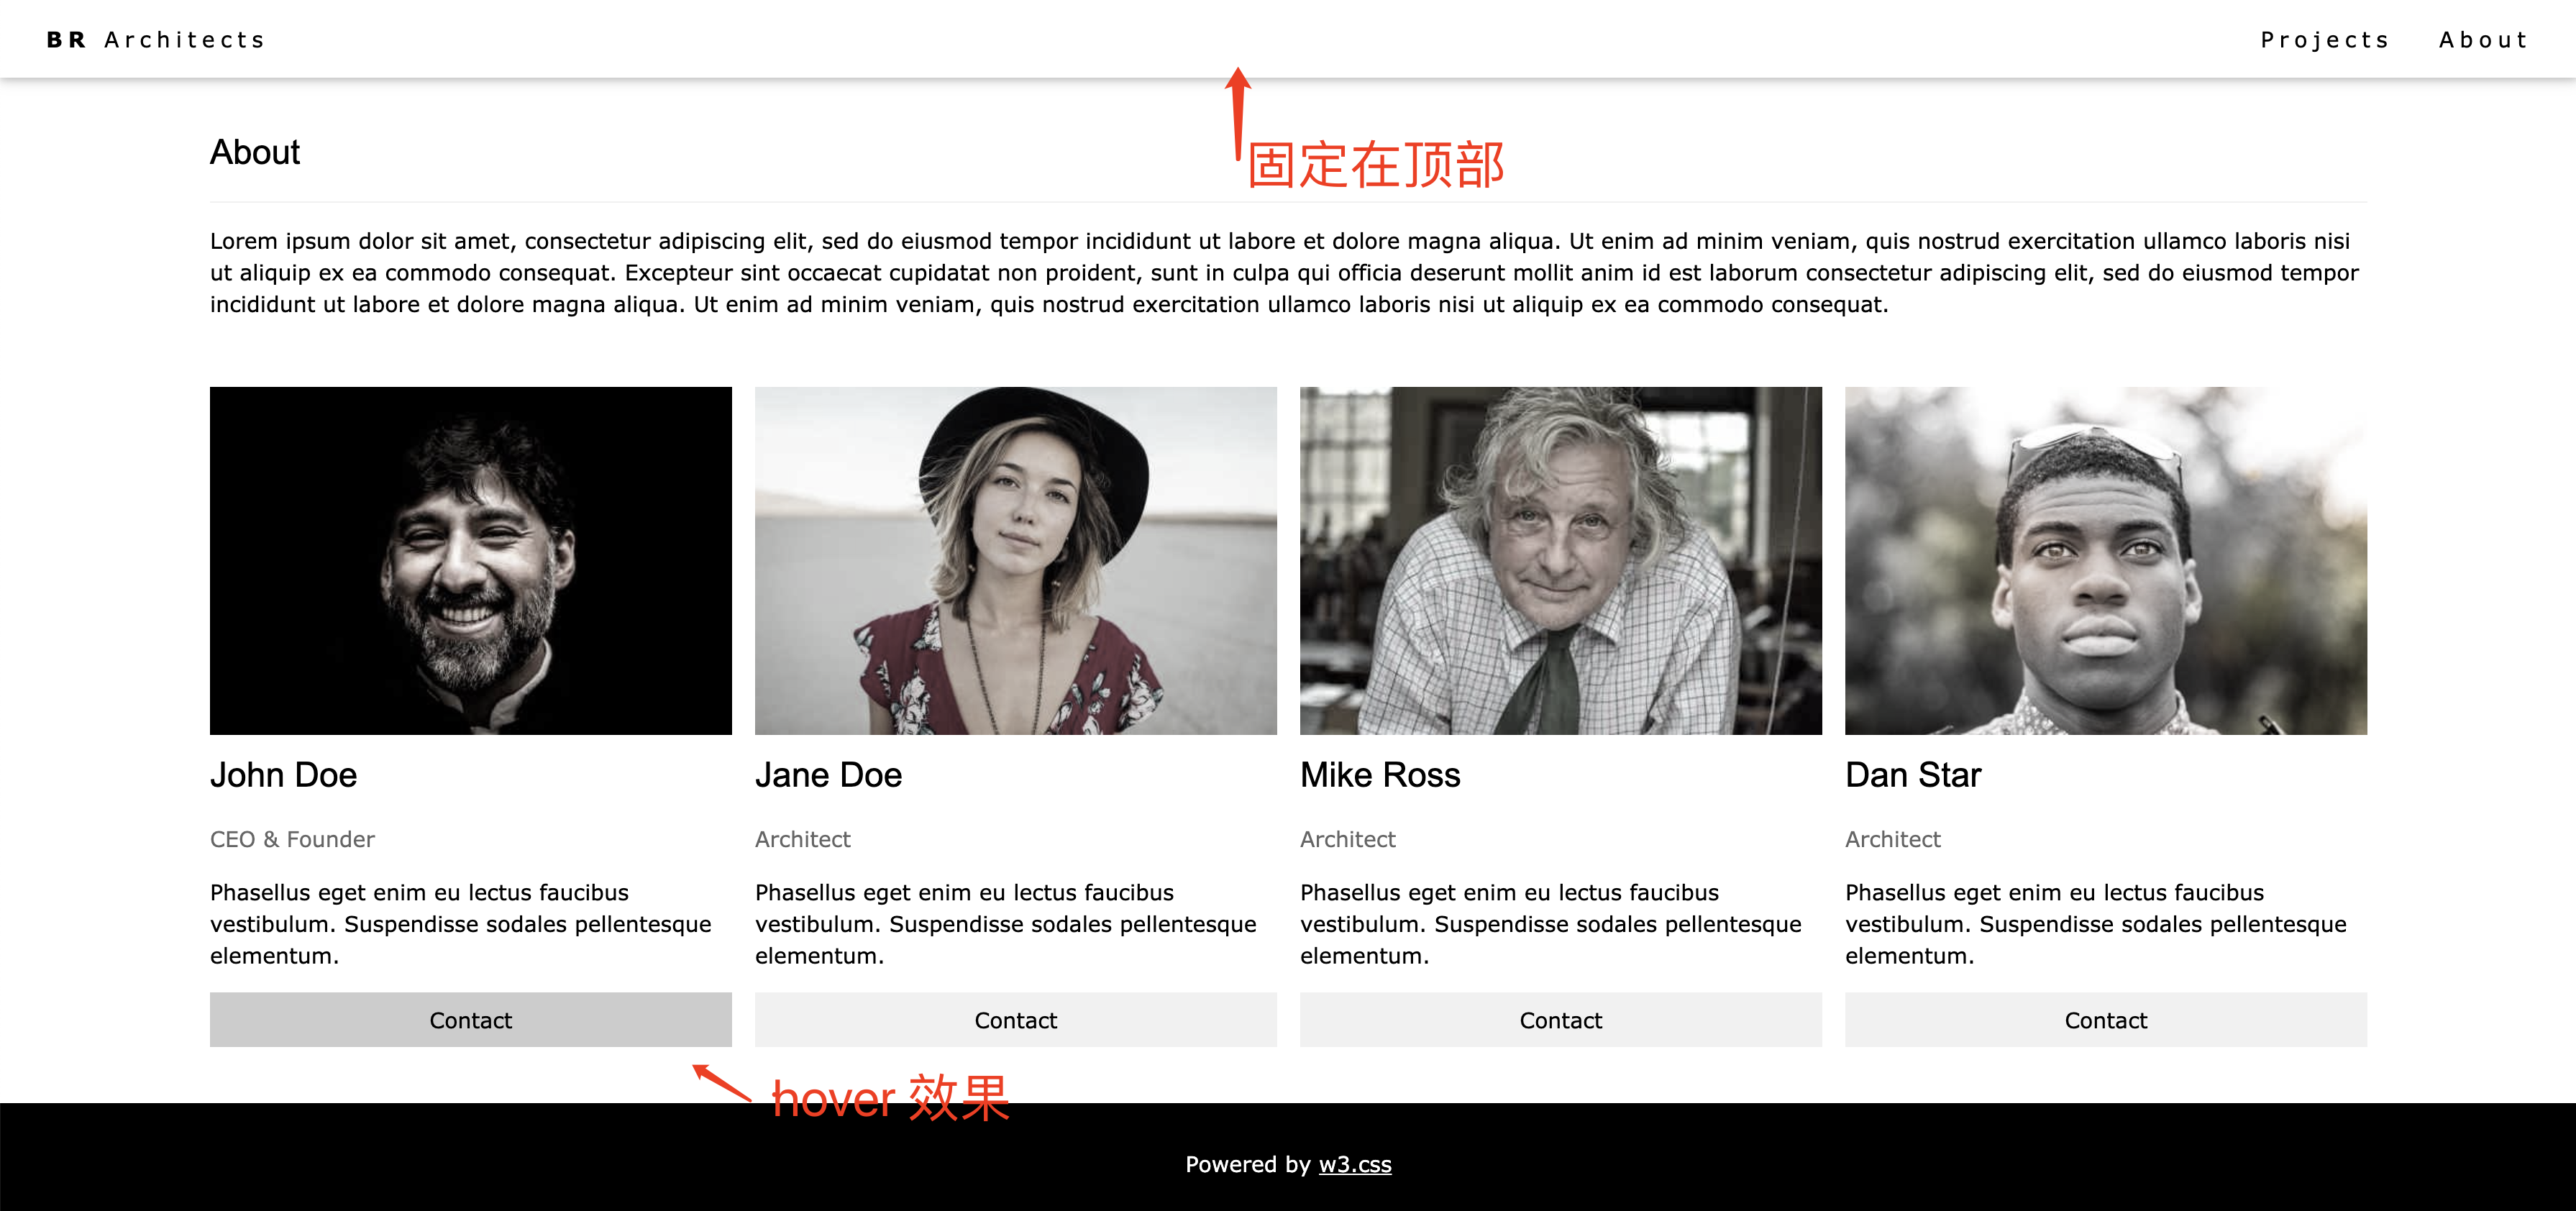 BR Architects
Projects About
固定在顶部
About
Lorem ipsum dolor sit amet, consectetur adipiscing elit, sed do eiusmod tempor incididunt ut labore et dolore magna aliqua. Ut enim ad minim veniam, quis nostrud exercitation ullamco laboris nisi
ut aliquip ex ea commodo consequat. Excepteur sint occaecat cupidatat non proident, sunt in culpa qui officia deserunt mollit anim id est laborum consectetur adipiscing elit, sed do eiusmod tempor
incididunt ut labore et dolore magna aliqua. Ut enim ad minim veniam, quis nostrud exercitation ullamco laboris nisi ut aliquip ex ea commodo consequat.
John Doe
CEO & Founder
Phasellus eget enim eu lectus faucibus
vestibulum. Suspendisse sodales pellentesque
elementum.
Contact
Jane Doe
Architect
Phasellus eget enim eu lectus faucibus
vestibulum. Suspendisse sodales pellentesque
elementum.
Contact
Mike Ross
Architect
Phasellus eget enim eu lectus faucibus
vestibulum. Suspendisse sodales pellentesque
elementum.
Contact
Dan Star
Architect
Phasellus eget enim eu lectus faucibus
vestibulum. Suspendisse sodales pellentesque
elementum.
Contact
hover 效果
Powered by w3.css